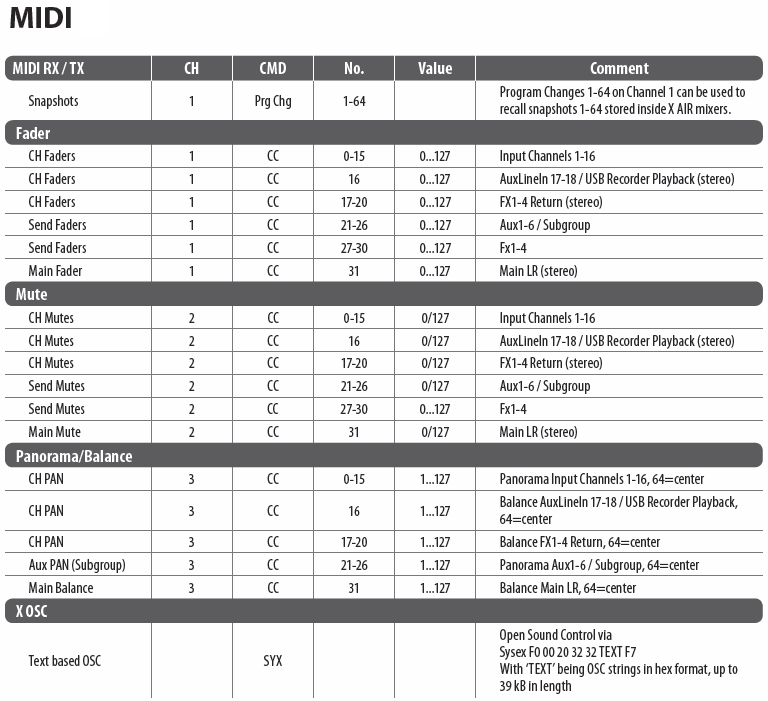 MIDI
MIDI RX / TX CH CMD No. Value Comment
Snapshots 1 Prg Chg 1-64 Program Changes 1-64 on Channel 1 can be used to
recall snapshots 1-64 stored inside X AIR mixers.
Fader
CH Faders 1 CC 0-15 0...127 Input Channels 1-16
CH Faders 1 CC 16 0...127 AuxLineIn 17-18 / USB Recorder Playback (stereo)
CH Faders 1 CC 17-20 0...127 FX1-4 Return (stereo)
Send Faders 1 CC 21-26 0...127 Aux1-6 / Subgroup
Send Faders 1 CC 27-30 0...127 Fx1-4
Main Fader 1 CC 31 0...127 Main LR (stereo)
Mute
CH Mutes 2 CC 0-15 0/127 Input Channels 1-16
CH Mutes 2 CC 16 0/127 AuxLineIn 17-18 / USB Recorder Playback (stereo)
CH Mutes 2 CC 17-20 0/127 FX1-4 Return (stereo)
Send Mutes 2 CC 21-26 0/127 Aux1-6 / Subgroup
Send Mutes 2 CC 27-30 0...127 Fx1-4
Main Mute 2 CC 31 0/127 Main LR (stereo)
Panorama/Balance
CH PAN 3 CC 0-15 1...127 Panorama Input Channels 1-16, 64=center
CH PAN 3 CC 16 1...127 Balance AuxLineIn 17-18 / USB Recorder Playback,
64=center
CH PAN 3 CC 17-20 1...127 Balance FX1-4 Return, 64=center
Aux PAN (Subgroup) 3 CC 21-26 1...127 Panorama Aux1-6 / Subgroup, 64=center
Main Balance 3 CC 31 1...127 Balance Main LR, 64=center
X OSC
Text based OSC SYX Open Sound Control via
Sysex F0 00 20 32 32 TEXT F7
With ‘TEXT’ being OSC strings in hex format, up to
39 kB in length